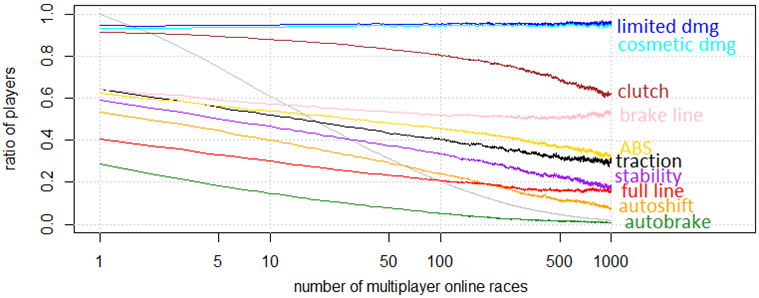 1.0
0.8
0.6
0.4
0.2
0.0
ratio of players
limited dmg
cosmetic dmg
clutch
brake line
ABS
traction
stability
full line
autoshift
autobrake
1 5 10 50 100 500 1000
number of multiplayer online races